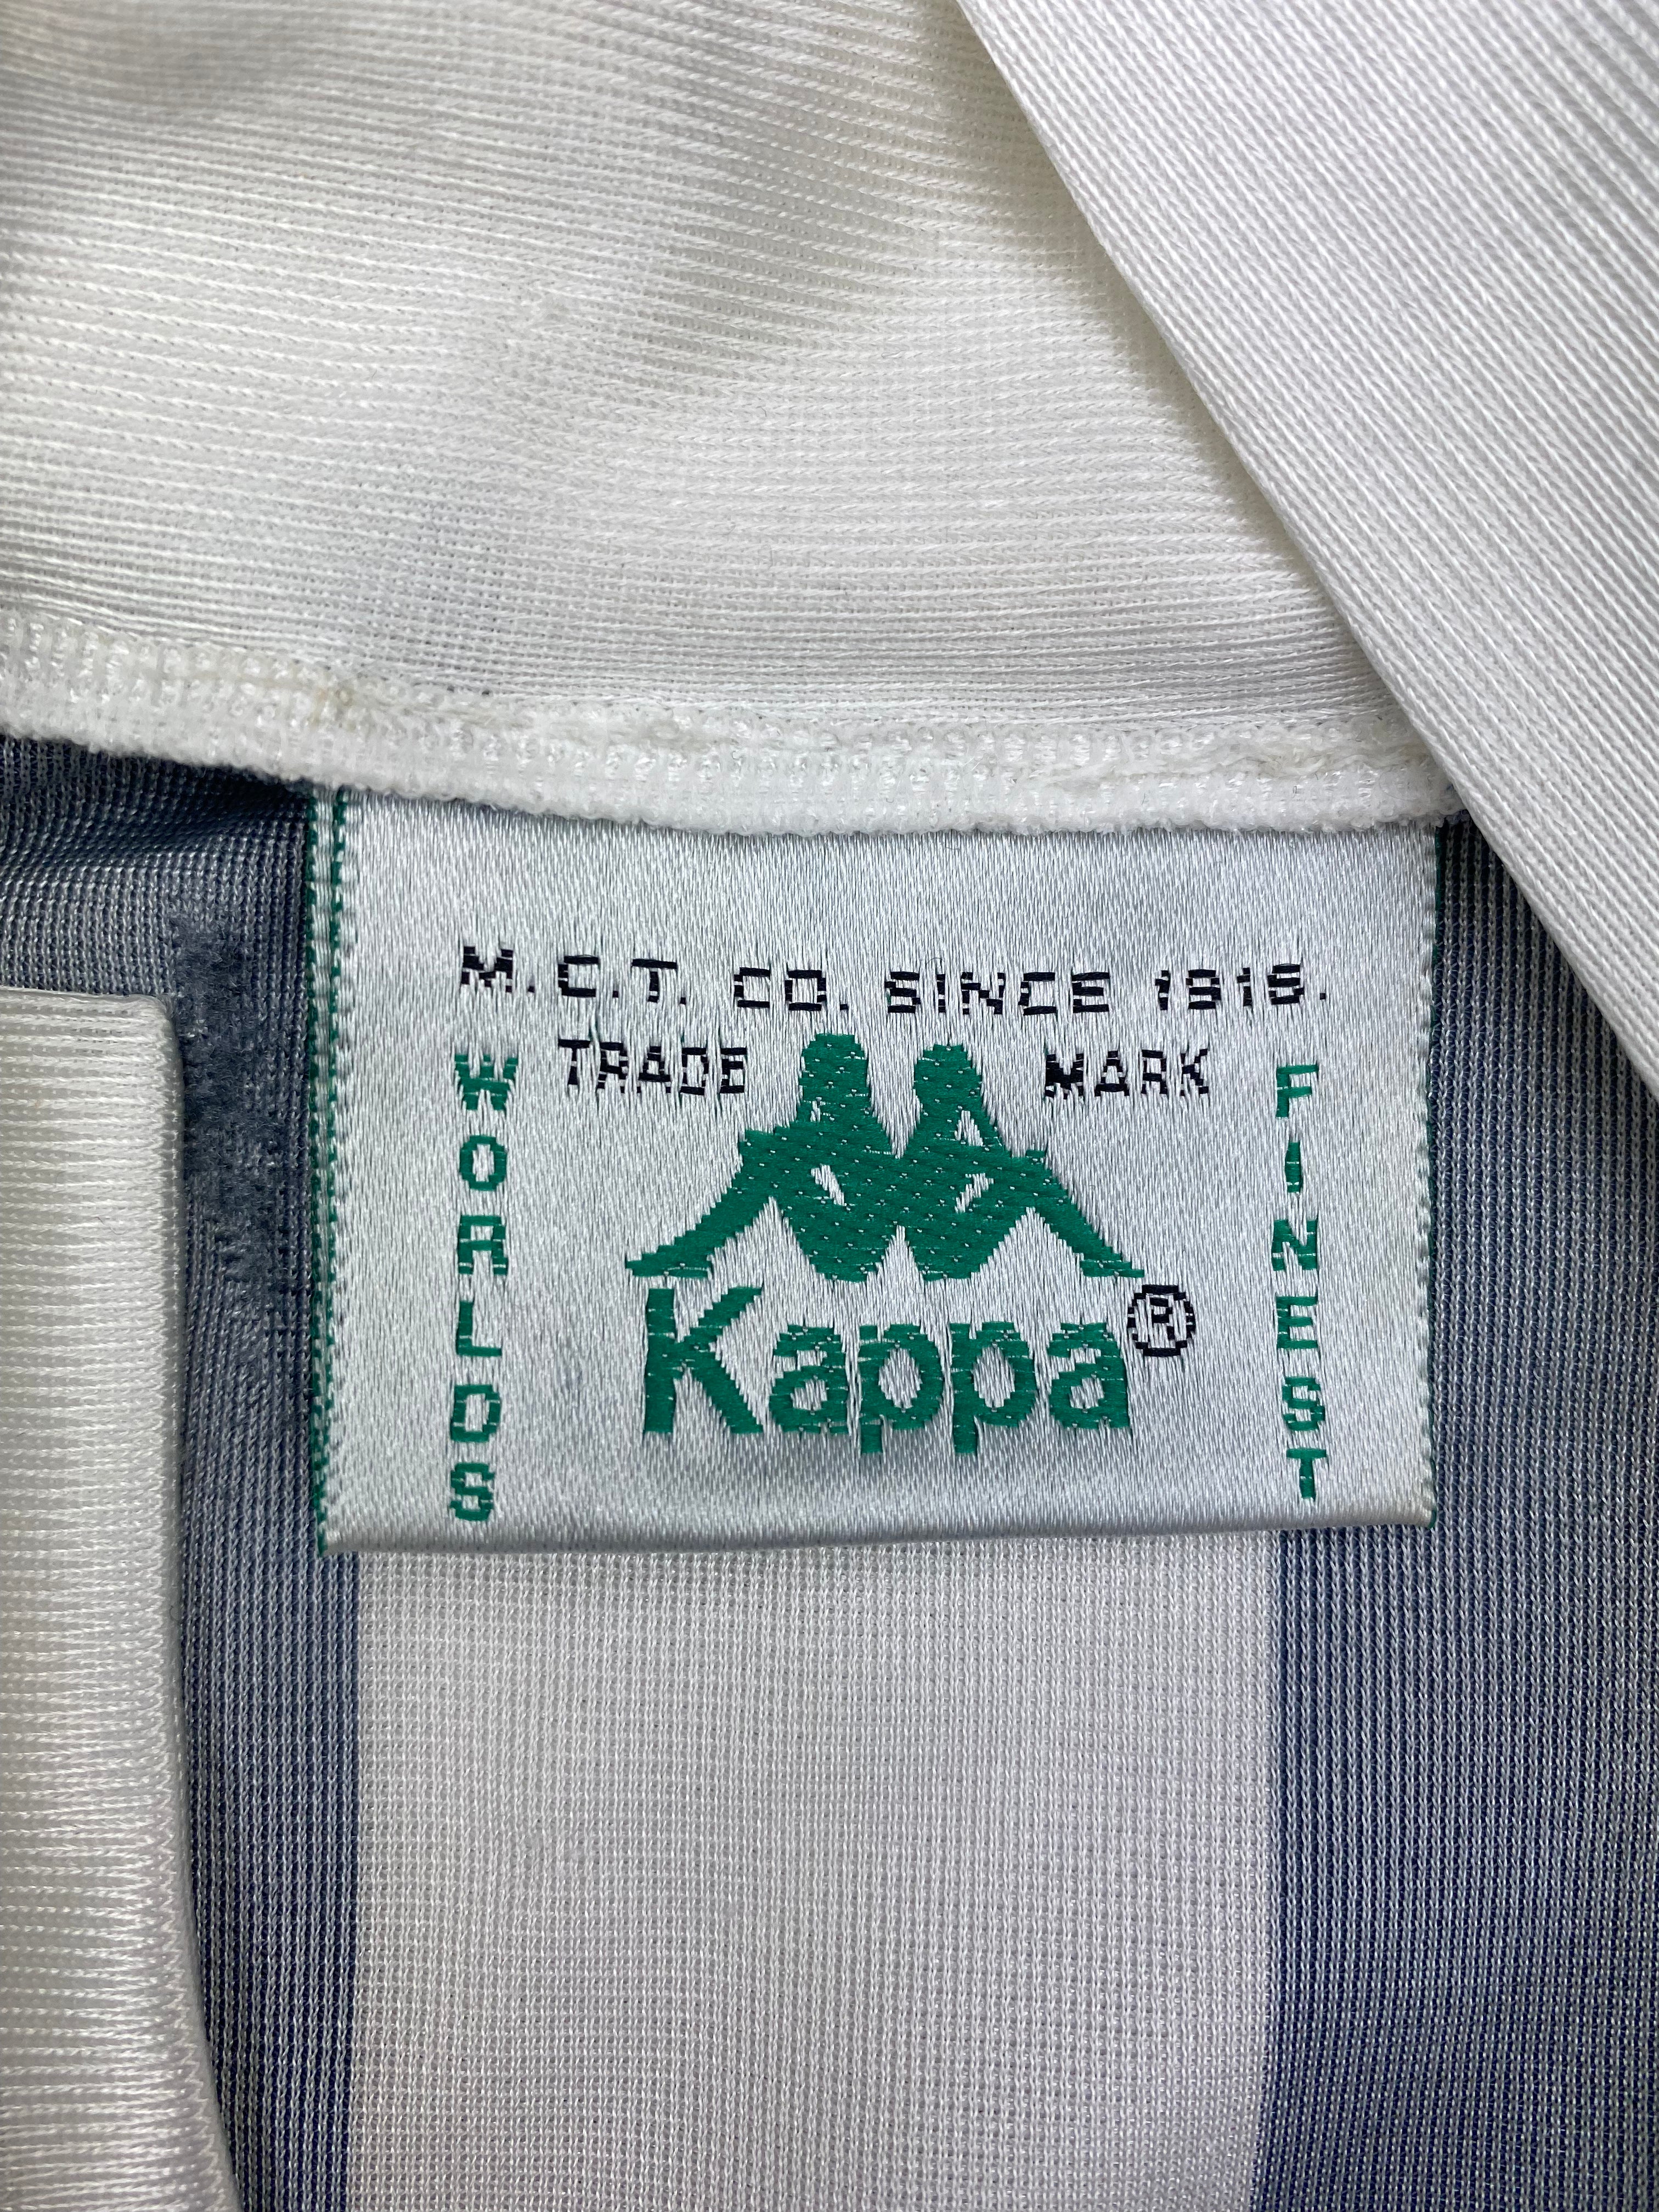 M.C.T. CO. SINCE 1916.
TRADE MARK
WORLDS
Kappa®
FINEST